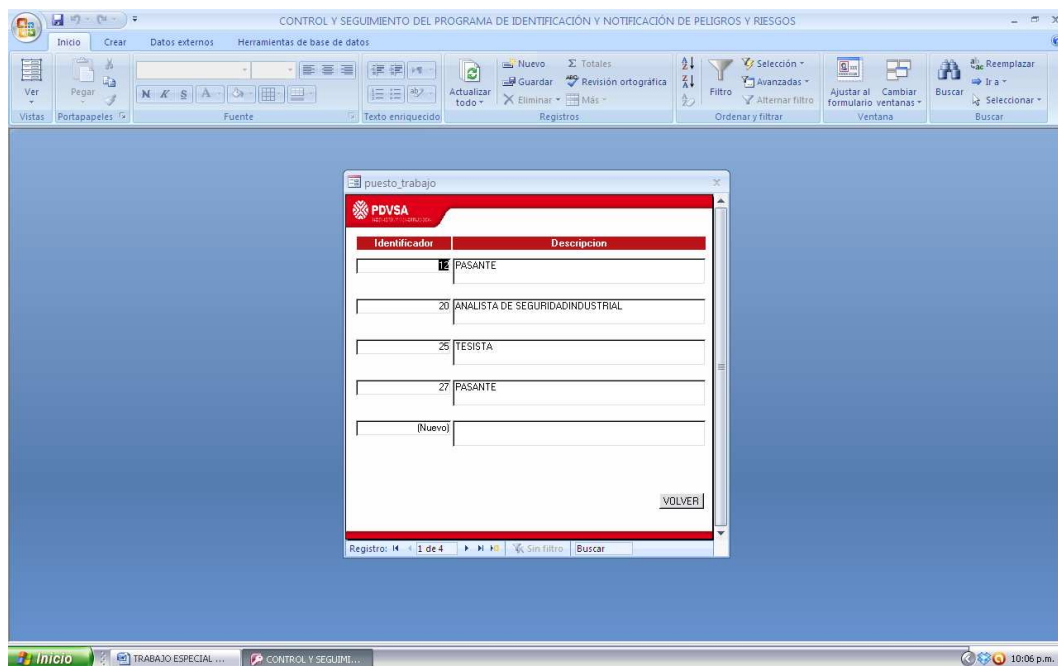 CONTROL Y SEGUIMIENTO DEL PROGRAMA DE IDENTIFICACIÓN Y NOTIFICACIÓN DE PELIGROS Y RIESGOS
Inicio Crear Datos externos Herramientas de base de datos
Ver
Pegar
N K S A
Actualizar todo
Nuevo
Guardar
Eliminar
Totales
Revisión ortográfica
Más
Filtro
Selección
Avanzadas
Alternar filtro
Ajustar al formulario
Cambiar ventanas
Buscar
Reemplazar
Ir a
Seleccionar
Vistas Portapapeles Fuente Texto enriquecido Registros Ordenar y filtrar Ventana Buscar
puesto_trabajo
PDVSA
Identificador Descripcion
12 PASANTE
20 ANALISTA DE SEGURIDADINDUSTRIAL
25 TESISTA
27 PASANTE
(Nuevo)
VOLVER
Registro: 1 de 4 Sin filtro Buscar
Inicio TRABAJO ESPECIAL ... CONTROL Y SEGUIMI... 10:06 p.m.